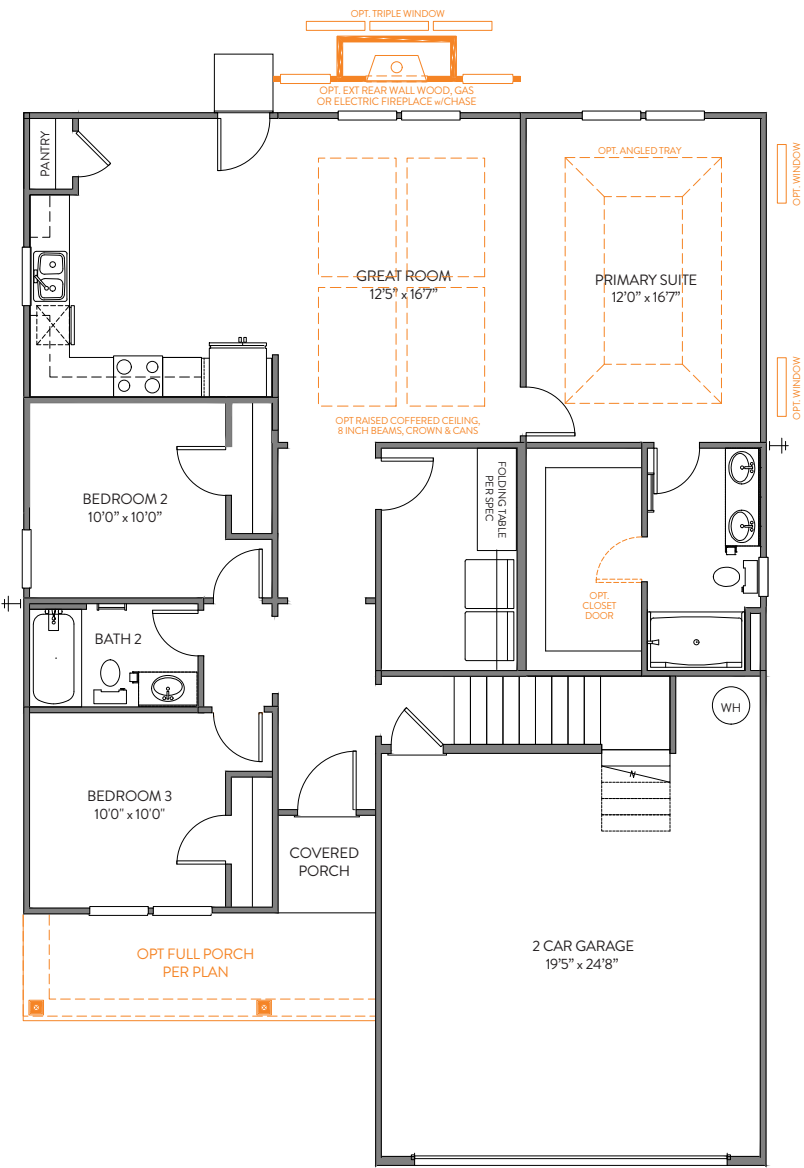 OPT. TRIPLE WINDOW
OPT. EXT REAR WALL WOOD, GAS
OR ELECTRIC FIREPLACE w/CHASE
PANTRY
OPT. ANGLED TRAY
OPT. WINDOW
GREAT ROOM
12'5" x 16'7"
PRIMARY SUITE
12'0" x 16'7"
OPT. WINDOW
OPT RAISED COFFERED CEILING,
8 INCH BEAMS, CROWN & CANS
BEDROOM 2
10'0" x 10'0"
FOLDING TABLE
PER SPEC
OPT.
CLOSET
DOOR
BATH 2
WH
BEDROOM 3
10'0" x 10'0"
COVERED
PORCH
OPT FULL PORCH
PER PLAN
2 CAR GARAGE
19'5" x 24'8"